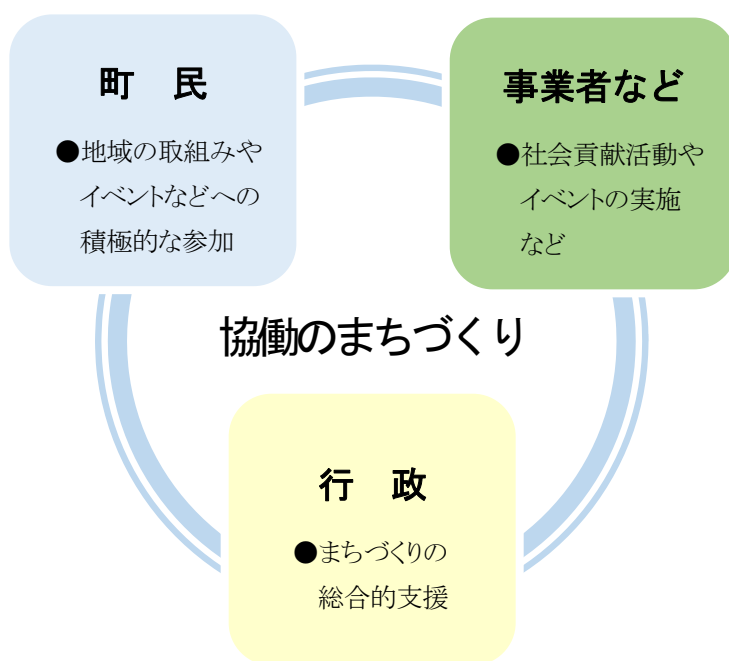 町　民
●地域の取組みや
イベントなどへの
積極的な参加
事業者など
●社会貢献活動や
イベントの実施
など
協働のまちづくり
行　政
●まちづくりの
総合的支援